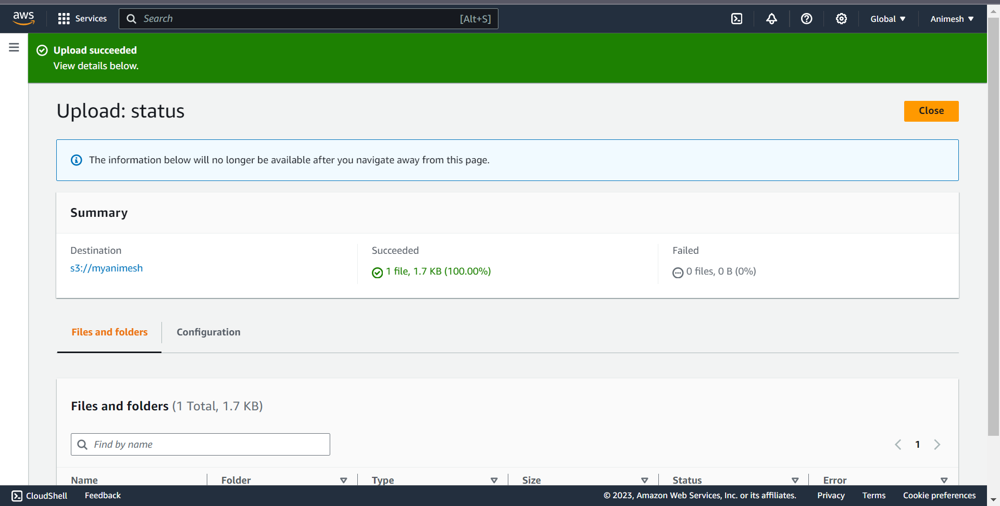 aws
Services
Search
[Alt+S]
Global
Animesh
Upload succeeded
View details below.
Upload: status
Close
The information below will no longer be available after you navigate away from this page.
Summary
Destination
s3://myanimesh
Succeeded
1 file, 1.7 KB (100.00%)
Failed
0 files, 0 B (0%)
Files and folders
Configuration
Files and folders (1 Total, 1.7 KB)
Find by name
1
Name
Folder
Type
Size
Status
Error
CloudShell
Feedback
© 2023, Amazon Web Services, Inc. or its affiliates.
Privacy
Terms
Cookie preferences